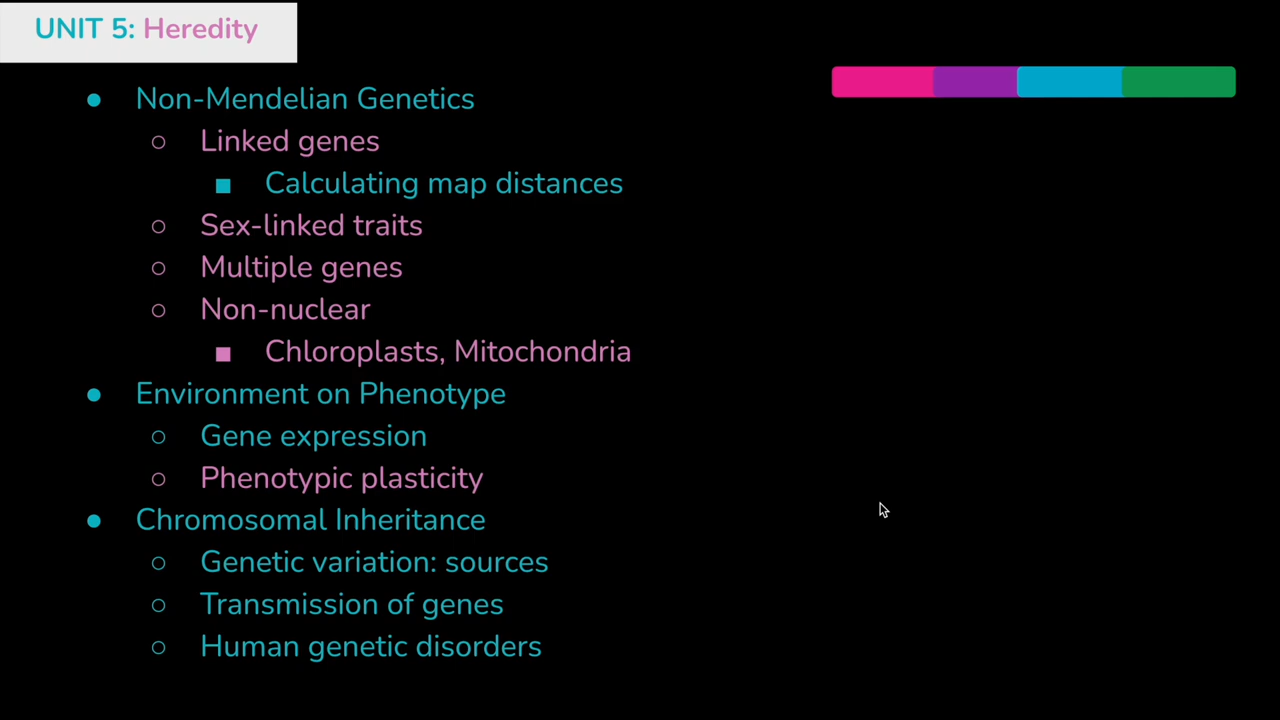 UNIT 5: Heredity
● Non-Mendelian Genetics
○ Linked genes
■ Calculating map distances
○ Sex-linked traits
○ Multiple genes
○ Non-nuclear
■ Chloroplasts, Mitochondria
● Environment on Phenotype
○ Gene expression
○ Phenotypic plasticity
● Chromosomal Inheritance
○ Genetic variation: sources
○ Transmission of genes
○ Human genetic disorders